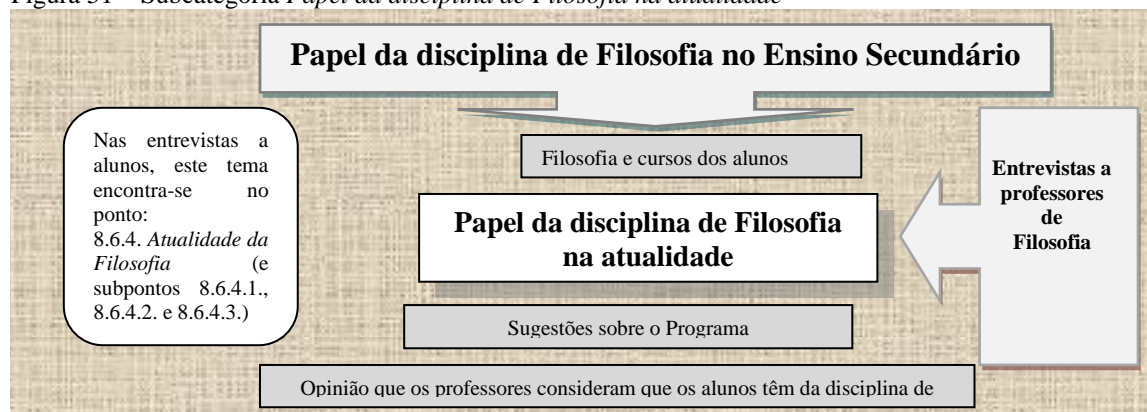 Figura 51 – Subcategoria Papel da disciplina de Filosofia na atualidade
Papel da disciplina de Filosofia no Ensino Secundário
Nas entrevistas a
alunos, este tema
encontra-se no
ponto:
8.6.4. Atualidade da
Filosofia (e
subpontos 8.6.4.1.,
8.6.4.2. e 8.6.4.3.)
Filosofia e cursos dos alunos
Papel da disciplina de Filosofia
na atualidade
Sugestões sobre o Programa
Opinião que os professores consideram que os alunos têm da disciplina de
Entrevistas a
professores
de
Filosofia